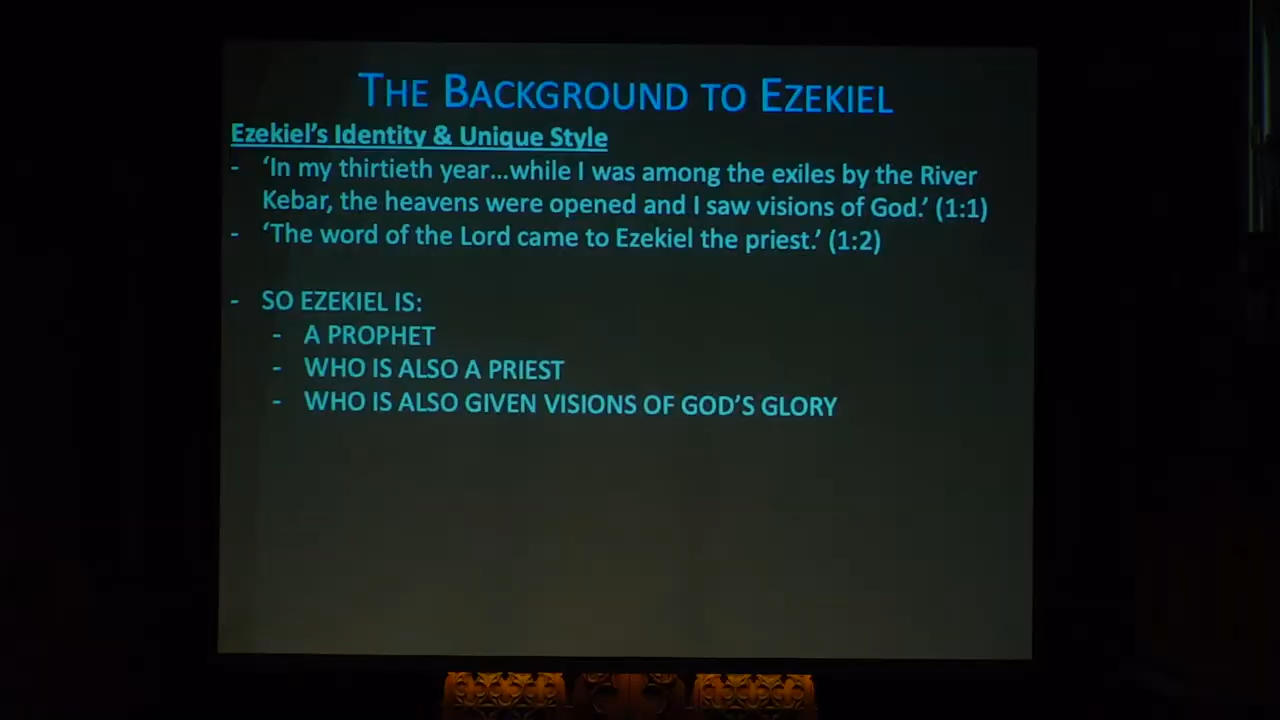 THE BACKGROUND TO EZEKIEL
Ezekiel's Identity & Unique Style
- 'In my thirtieth year...while I was among the exiles by the River
Kebar, the heavens were opened and I saw visions of God.' (1:1)
- 'The word of the Lord came to Ezekiel the priest.' (1:2)
- SO EZEKIEL IS:
- A PROPHET
- WHO IS ALSO A PRIEST
- WHO IS ALSO GIVEN VISIONS OF GOD'S GLORY